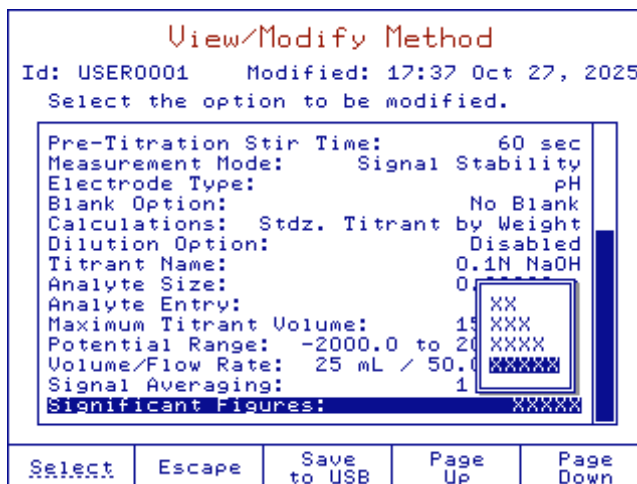 View/Modify Method
Id: USER0001 Modified: 17:37 Oct 27, 2025
Select the option to be modified.
Pre-Titration Stir Time: 60 sec
Measurement Mode: Signal Stability
Electrode Type: pH
Blank Option: No Blank
Calculations: Stdz. Titrant by Weight
Dilution Option: Disabled
Titrant Name: 0.1N NaOH
Analyte Size:
Analyte Entry:
Maximum Titrant Volume:
Potential Range: -2000.0 to
Volume/Flow Rate: 25 mL /
Signal Averaging: 1
Significant Figures: XXXXX
XX
XXX
XXXX
XXXXX
Select
Escape
Save to USB
Page Up
Page Down